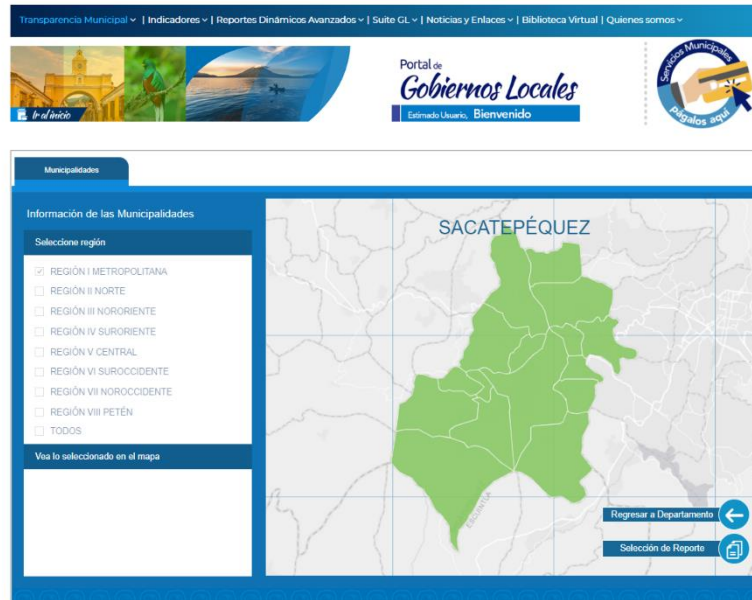 Transparencia Municipal | Indicadores | Reportes Dinámicos Avanzados | Suite GL | Noticias y Enlaces | Biblioteca Virtual | Quienes somos
Ir al inicio
Portal de
Gobiernos Locales
Estimado Usuario, Bienvenido
Servicios Municipales
págalos aquí
Municipalidades
Información de las Municipalidades
Seleccione región
REGIÓN I METROPOLITANA
REGIÓN II NORTE
REGIÓN III NORORIENTE
REGIÓN IV SURORIENTE
REGIÓN V CENTRAL
REGIÓN VI SUROCCIDENTE
REGIÓN VII NOROCCIDENTE
REGIÓN VIII PETÉN
TODOS
Vea lo seleccionado en el mapa
SACATEPÉQUEZ
ESCUINTLA
Regresar a Departamento
Selección de Reporte